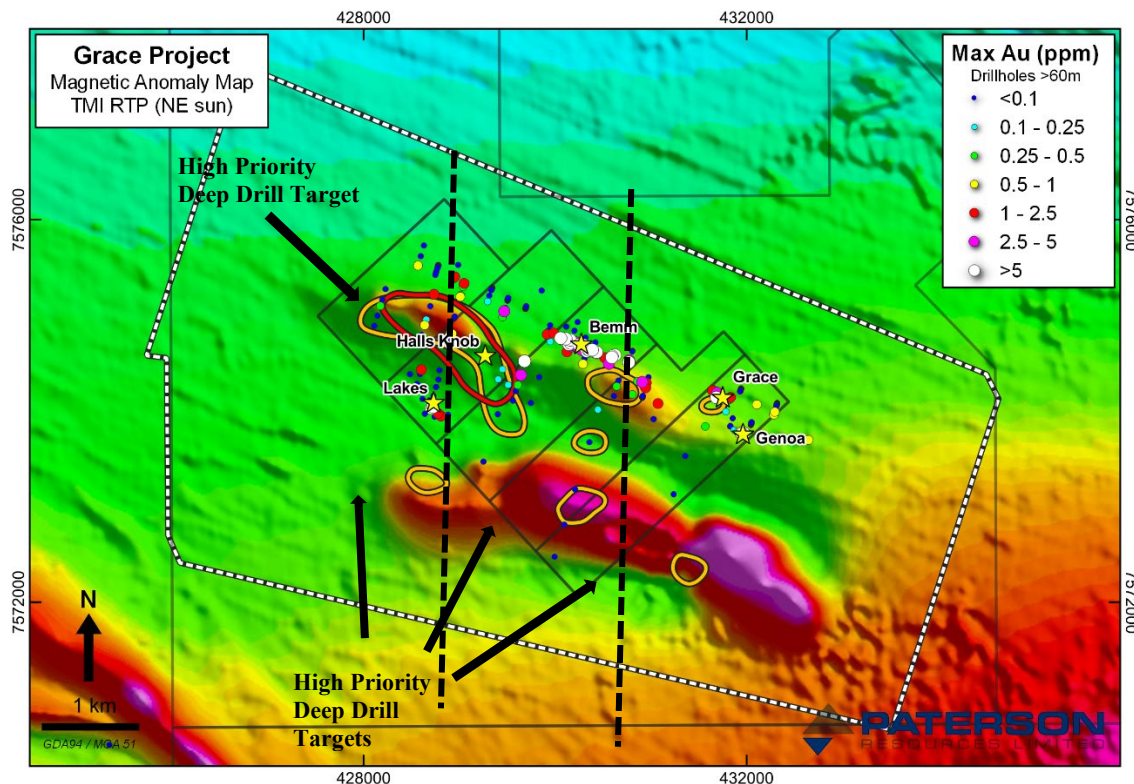 428000
432000
Grace Project
Magnetic Anomaly Map
TMI RTP (NE sun)
Max Au (ppm)
Drillholes >60m
<0.1
0.1 - 0.25
0.25 - 0.5
0.5 - 1
1 - 2.5
2.5 - 5
>5
High Priority
Deep Drill Target
7576000
7576000
Halls Knob
Bemm
Lakes
Grace
Genoa
7572000
7572000
N
1 km
GDA94 / MGA 51
High Priority
Deep Drill
Targets
PATERSON
RESOURCES LIMITED
428000
432000